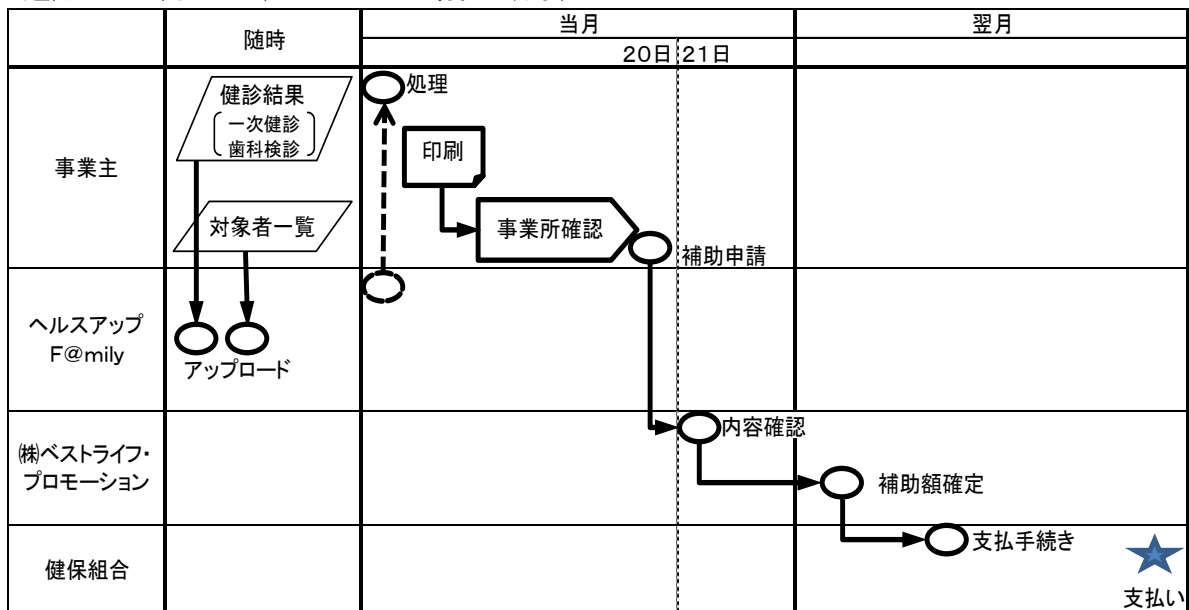 随時
当月
翌月
20日
21日
事業主
健診結果
一次健診
歯科検診
対象者一覧
処理
印刷
事業所確認
補助申請
ヘルスアップ
F@mily
アップロード
㈱ベストライフ・
プロモーション
内容確認
補助額確定
健保組合
支払手続き
支払い